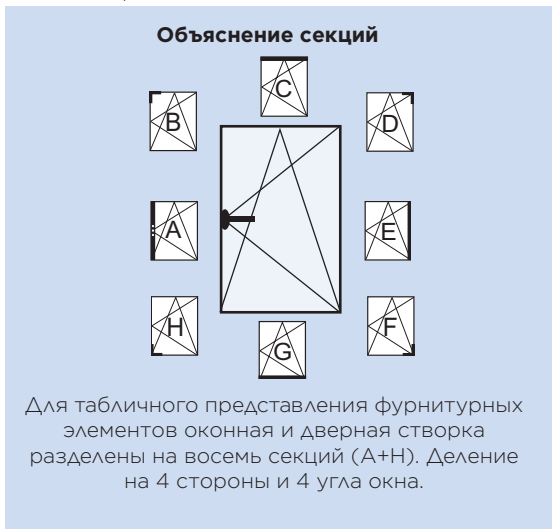 Объяснение секций
C
B
D
A
E
H
F
G
Для табличного представления фурнитурных
элементов оконная и дверная створка
разделены на восемь секций (А+Н). Деление
на 4 стороны и 4 угла окна.